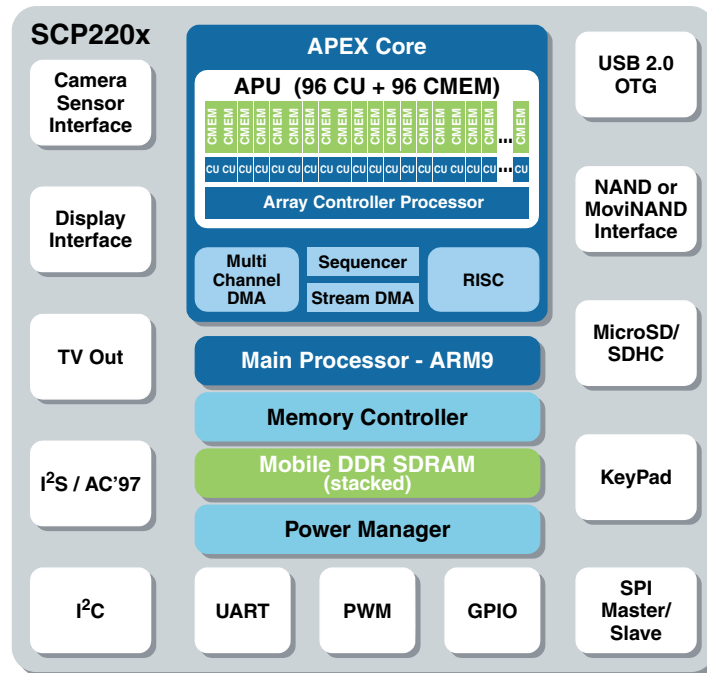 SCP220x
Camera
Sensor
Interface
Display
Interface
TV Out
I²S / AC’97
I²C
APEX Core
APU (96 CU + 96 CMEM)
CMEM CMEM CMEM CMEM CMEM CMEM CMEM CMEM CMEM CMEM CMEM CMEM CMEM CMEM CMEM CMEM CMEM CMEM ... CMEM
CU CU CU CU CU CU CU CU CU CU CU CU CU CU CU CU CU CU ... CU
Array Controller Processor
Multi
Channel
DMA
Sequencer
Stream DMA
RISC
Main Processor - ARM9
Memory Controller
Mobile DDR SDRAM
(stacked)
Power Manager
UART
PWM
GPIO
USB 2.0
OTG
NAND or
MoviNAND
Interface
MicroSD/
SDHC
KeyPad
SPI
Master/
Slave